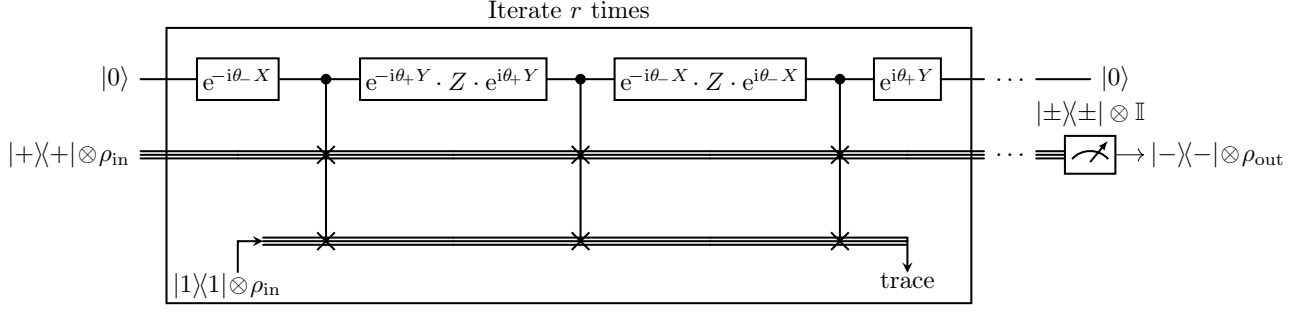 Iterate r times
|0⟩ e^{-iθ_- X} e^{-iθ_+ Y} · Z · e^{iθ_+ Y} e^{-iθ_- X} · Z · e^{iθ_- X} e^{iθ_+ Y} ··· |0⟩
|±⟩⟨±| ⊗ 𝕀
|+⟩⟨+|⊗ρ_in ··· |−⟩⟨−|⊗ρ_out
|1⟩⟨1|⊗ρ_in trace